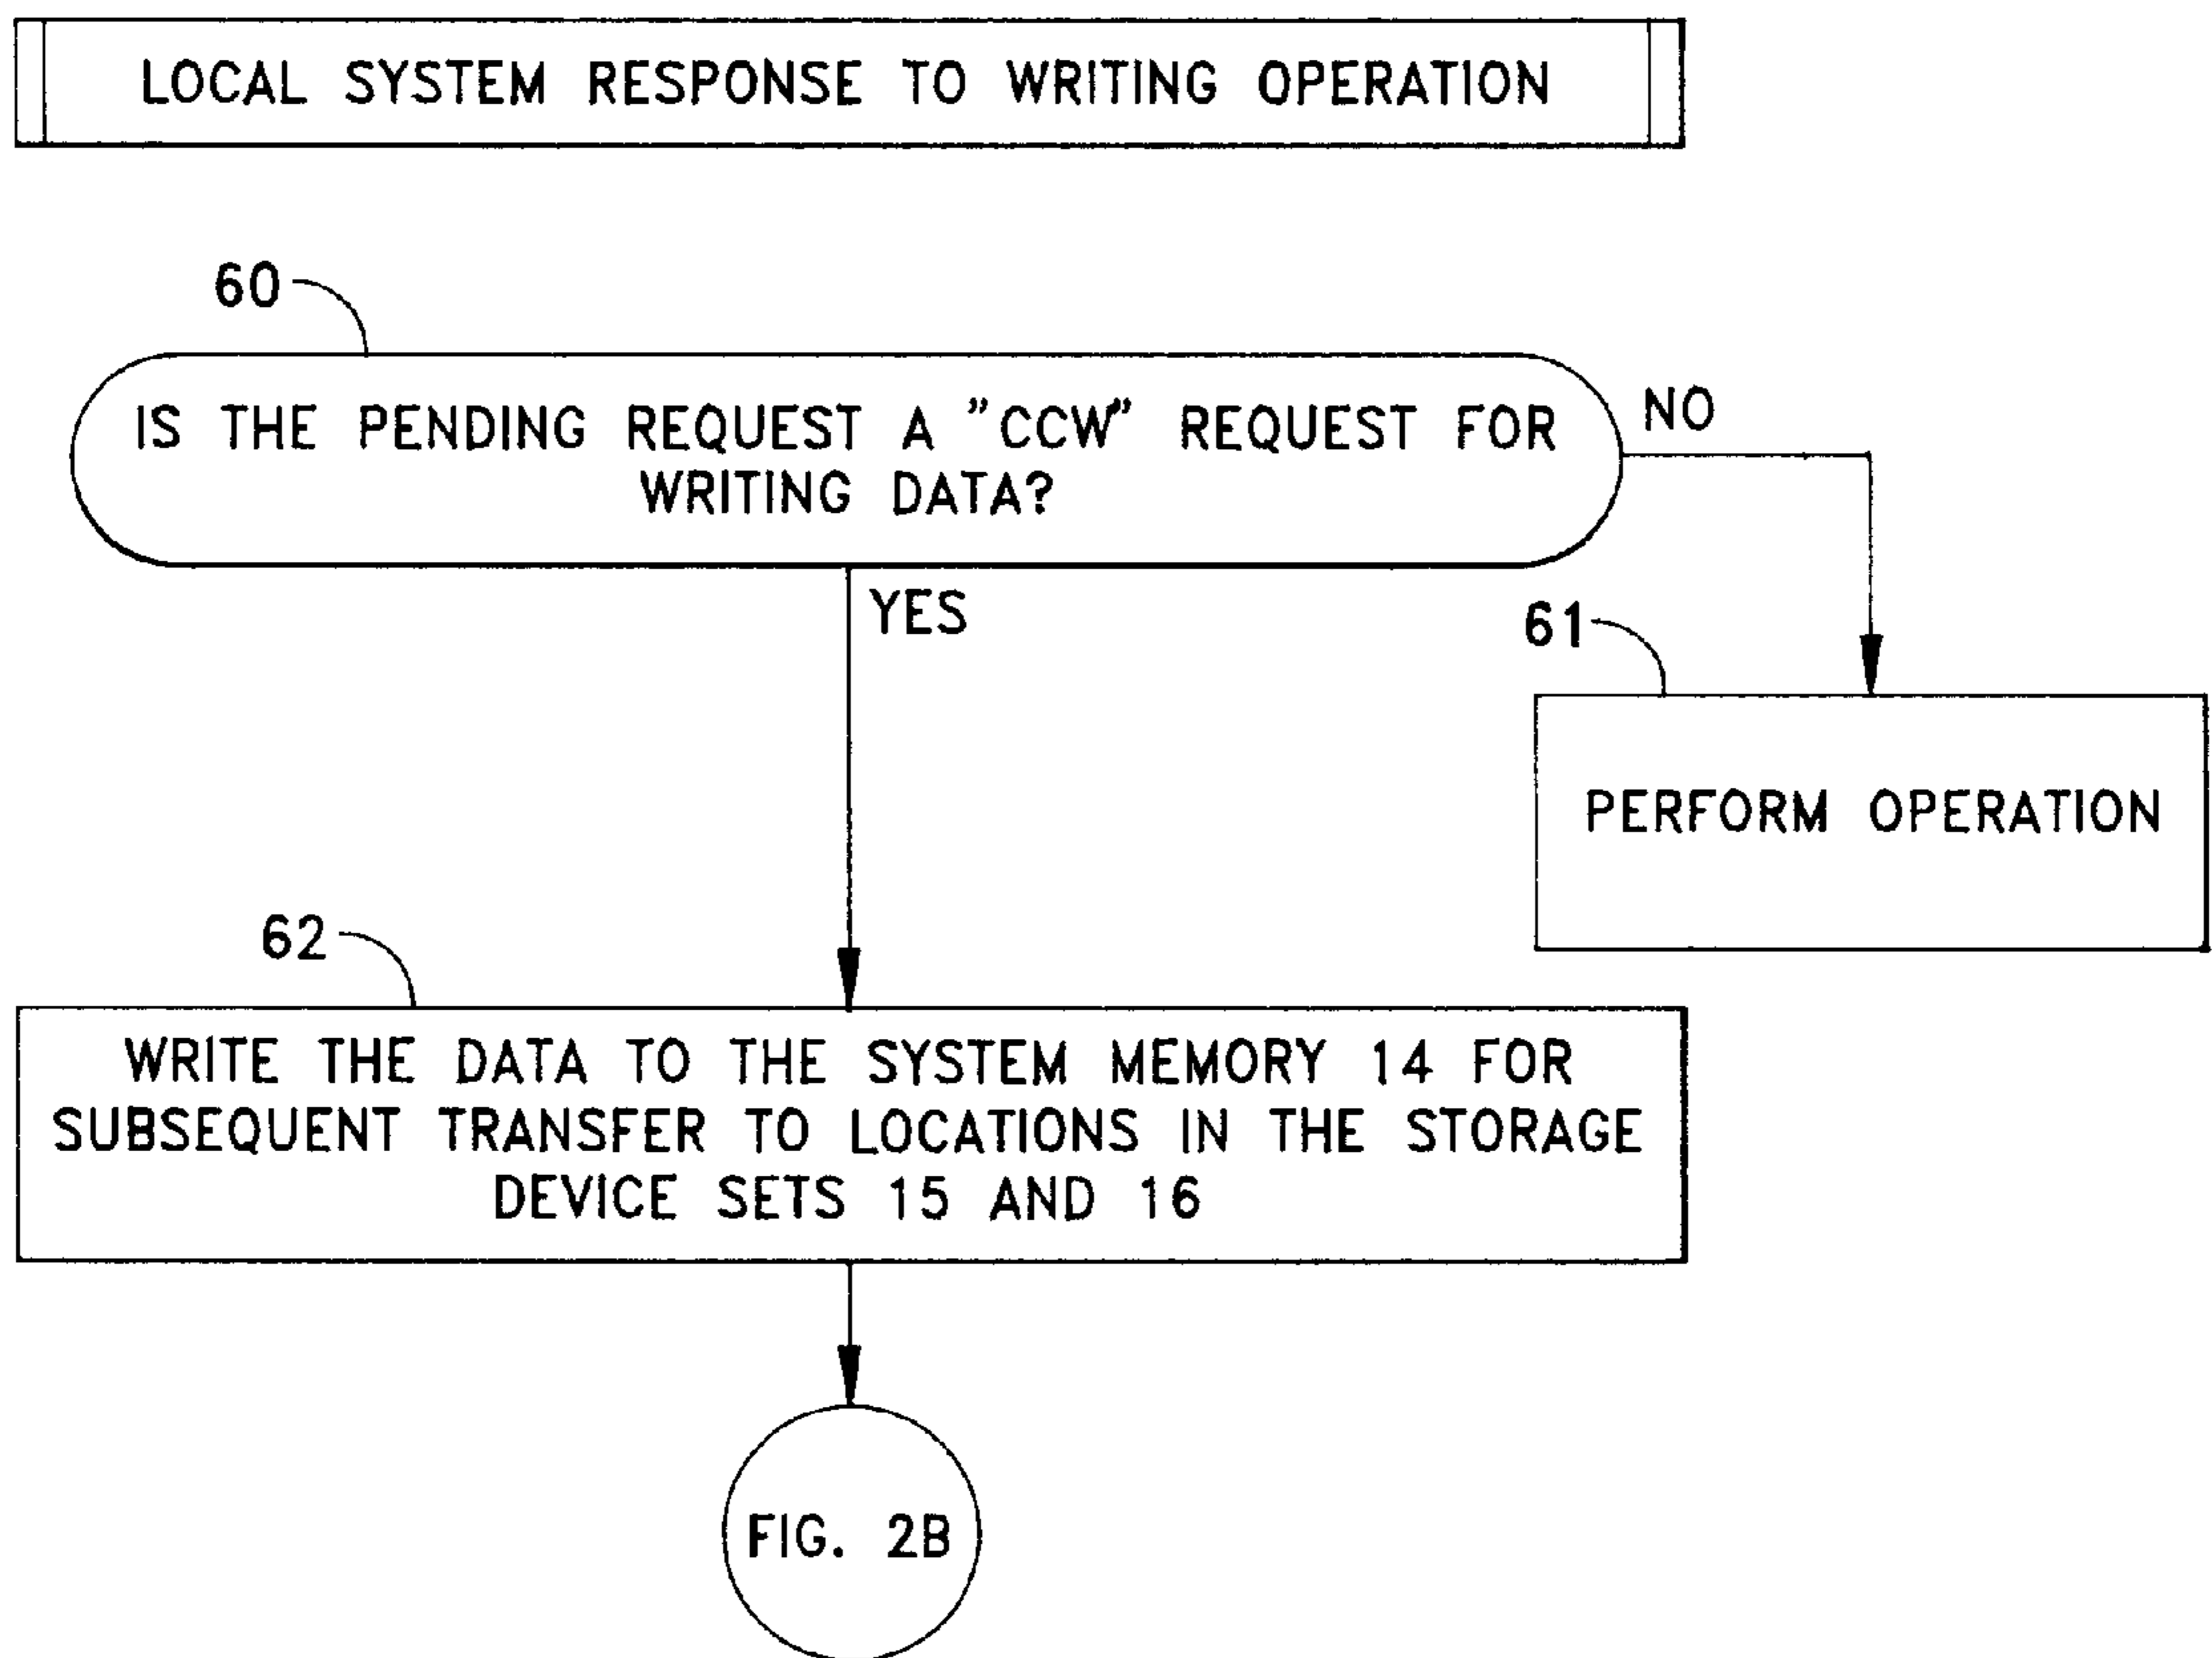 LOCAL SYSTEM RESPONSE TO WRITING OPERATION
60
IS THE PENDING REQUEST A "CCW" REQUEST FOR
WRITING DATA?
NO
YES
61
PERFORM OPERATION
62
WRITE THE DATA TO THE SYSTEM MEMORY 14 FOR
SUBSEQUENT TRANSFER TO LOCATIONS IN THE STORAGE
DEVICE SETS 15 AND 16
FIG. 2B